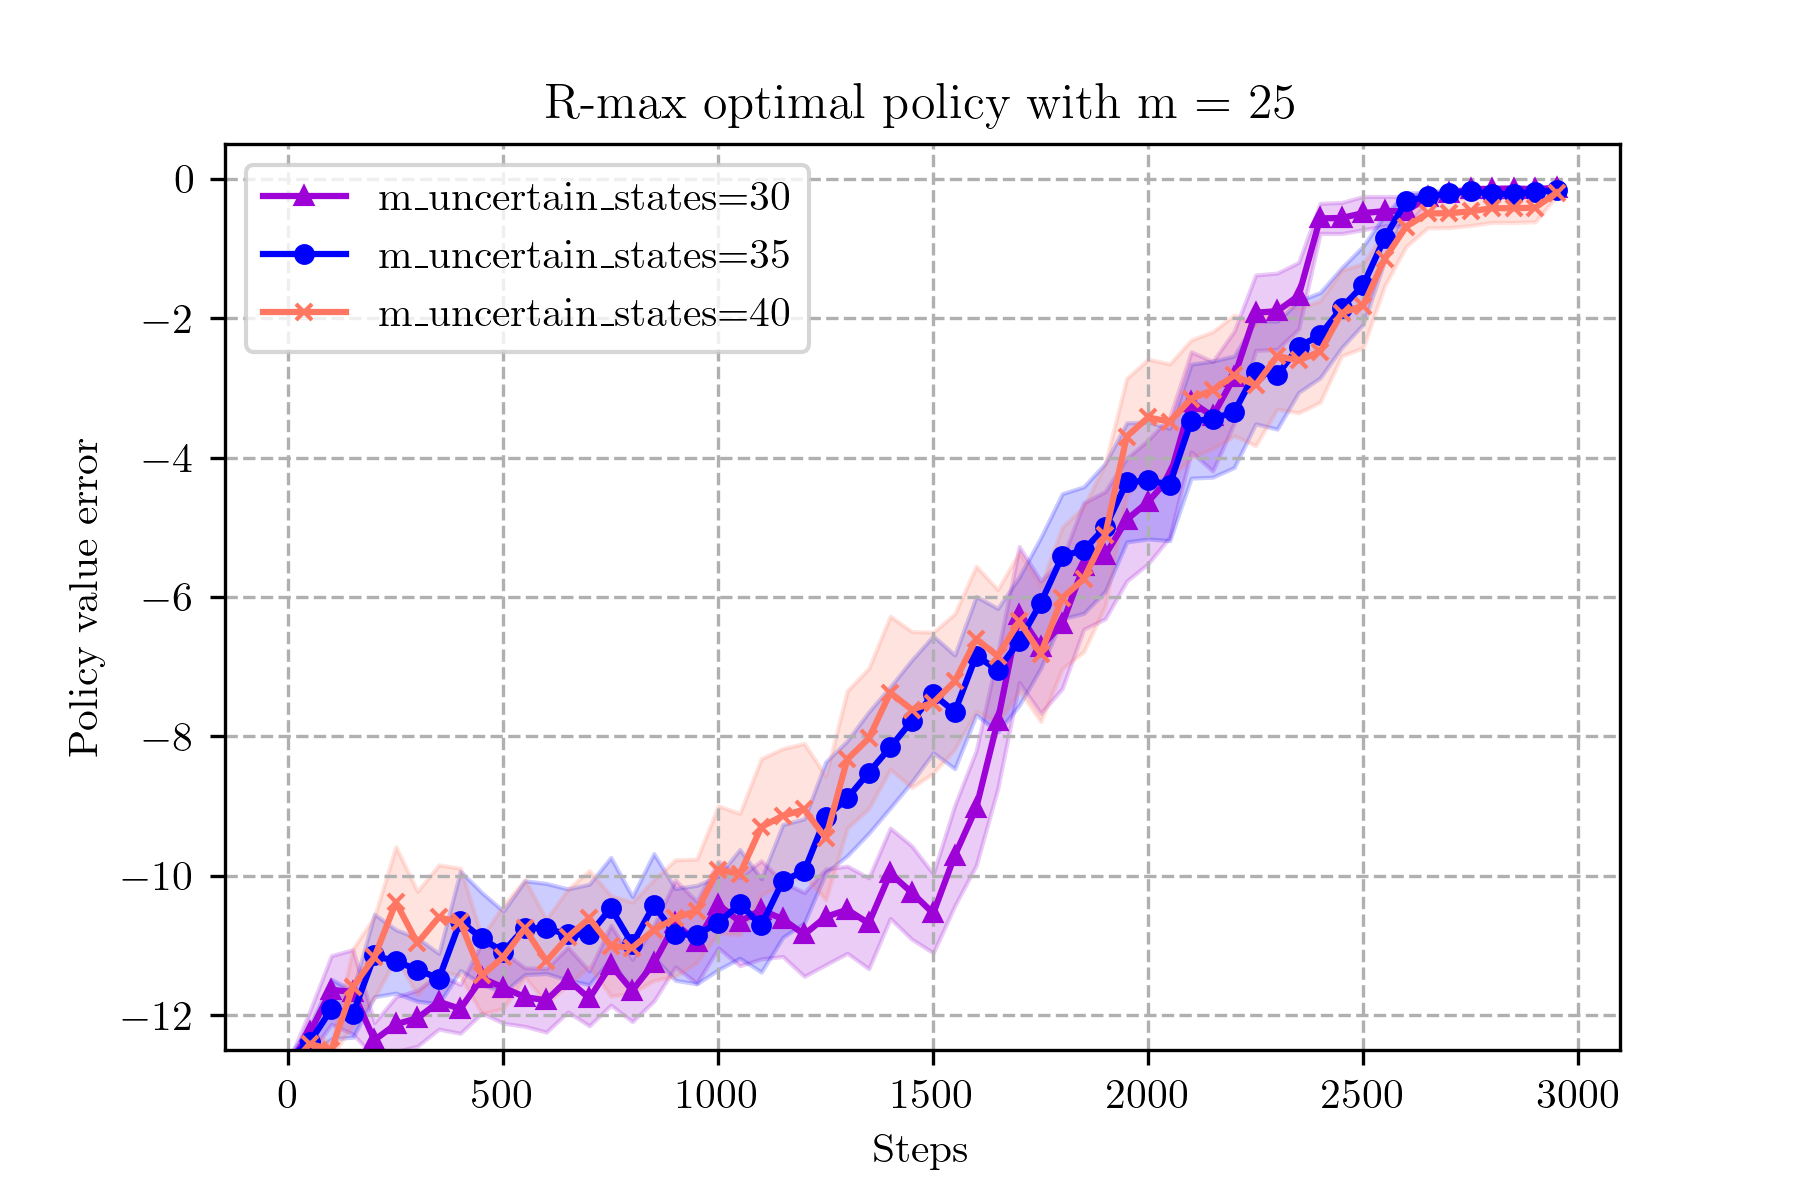 R-max optimal policy with m = 25
m_uncertain_states=30
m_uncertain_states=35
m_uncertain_states=40
Policy value error
0
−2
−4
−6
−8
−10
−12
0 500 1000 1500 2000 2500 3000
Steps